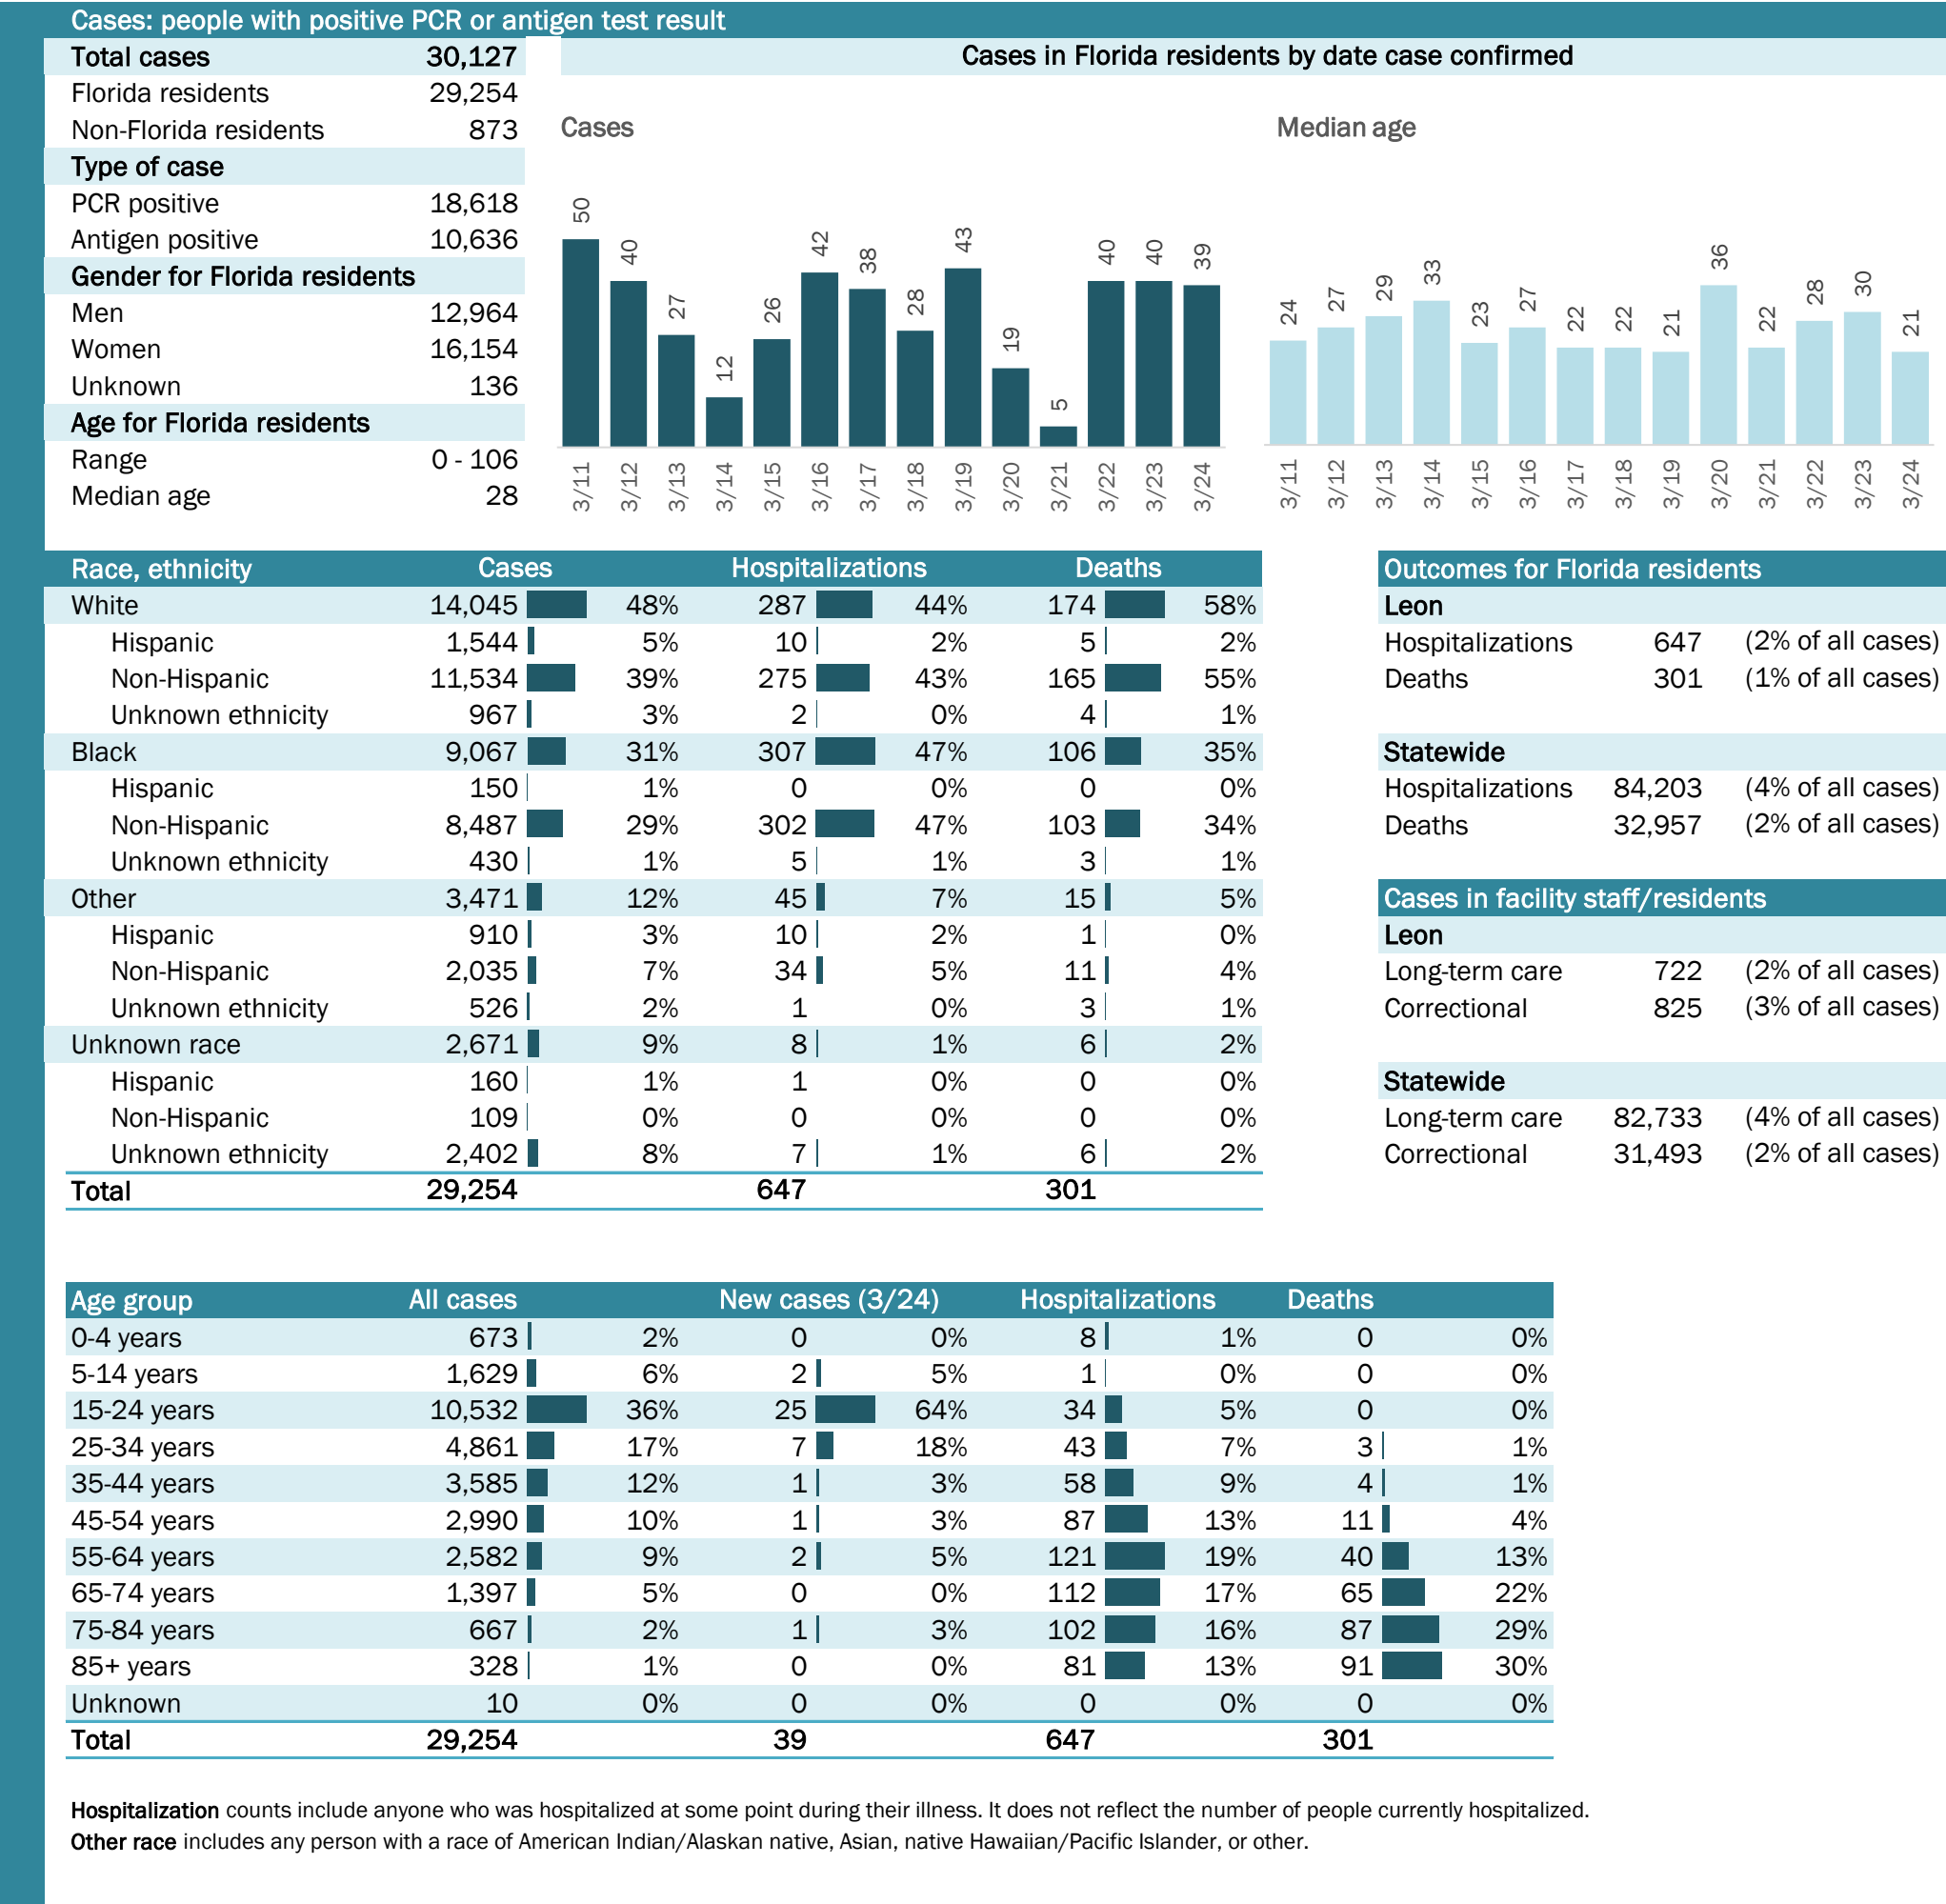 Cases: people with positive PCR or antigen test result
Total cases 30,127
Florida residents 29,254
Non-Florida residents 873
Type of case
PCR positive 18,618
Antigen positive 10,636
Gender for Florida residents
Men 12,964
Women 16,154
Unknown 136
Age for Florida residents
Range 0 - 106
Median age 28
Cases in Florida residents by date case confirmed
Cases
50 40 27 12 26 42 38 28 43 19 5 40 40 39
3/11 3/12 3/13 3/14 3/15 3/16 3/17 3/18 3/19 3/20 3/21 3/22 3/23 3/24
Median age
24 27 29 33 23 27 22 22 21 36 22 28 30 21
3/11 3/12 3/13 3/14 3/15 3/16 3/17 3/18 3/19 3/20 3/21 3/22 3/23 3/24
Race, ethnicity Cases Hospitalizations Deaths
White 14,045 48% 287 44% 174 58%
Hispanic 1,544 5% 10 2% 5 2%
Non-Hispanic 11,534 39% 275 43% 165 55%
Unknown ethnicity 967 3% 2 0% 4 1%
Black 9,067 31% 307 47% 106 35%
Hispanic 150 1% 0 0% 0 0%
Non-Hispanic 8,487 29% 302 47% 103 34%
Unknown ethnicity 430 1% 5 1% 3 1%
Other 3,471 12% 45 7% 15 5%
Hispanic 910 3% 10 2% 1 0%
Non-Hispanic 2,035 7% 34 5% 11 4%
Unknown ethnicity 526 2% 1 0% 3 1%
Unknown race 2,671 9% 8 1% 6 2%
Hispanic 160 1% 1 0% 0 0%
Non-Hispanic 109 0% 0 0% 0 0%
Unknown ethnicity 2,402 8% 7 1% 6 2%
Total 29,254 647 301
Outcomes for Florida residents
Leon
Hospitalizations 647 (2% of all cases)
Deaths 301 (1% of all cases)
Statewide
Hospitalizations 84,203 (4% of all cases)
Deaths 32,957 (2% of all cases)
Cases in facility staff/residents
Leon
Long-term care 722 (2% of all cases)
Correctional 825 (3% of all cases)
Statewide
Long-term care 82,733 (4% of all cases)
Correctional 31,493 (2% of all cases)
Age group All cases New cases (3/24) Hospitalizations Deaths
0-4 years 673 2% 0 0% 8 1% 0 0%
5-14 years 1,629 6% 2 5% 1 0% 0 0%
15-24 years 10,532 36% 25 64% 34 5% 0 0%
25-34 years 4,861 17% 7 18% 43 7% 3 1%
35-44 years 3,585 12% 1 3% 58 9% 4 1%
45-54 years 2,990 10% 1 3% 87 13% 11 4%
55-64 years 2,582 9% 2 5% 121 19% 40 13%
65-74 years 1,397 5% 0 0% 112 17% 65 22%
75-84 years 667 2% 1 3% 102 16% 87 29%
85+ years 328 1% 0 0% 81 13% 91 30%
Unknown 10 0% 0 0% 0 0% 0 0%
Total 29,254 39 647 301
Hospitalization counts include anyone who was hospitalized at some point during their illness. It does not reflect the number of people currently hospitalized.
Other race includes any person with a race of American Indian/Alaskan native, Asian, native Hawaiian/Pacific Islander, or other.